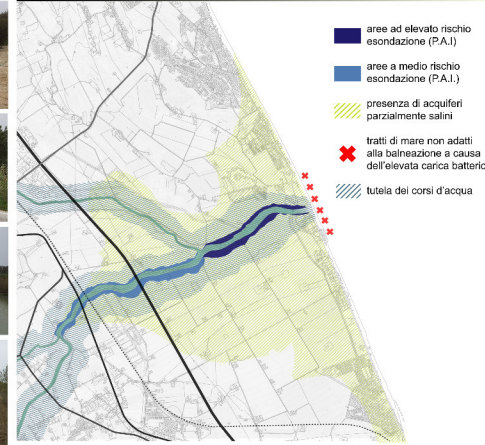 aree ad elevato rischio
esondazione (P.A.I)
aree a medio rischio
esondazione (P.A.I.)
presenza di acquiferi
parzialmente salini
tratti di mare non adatti
alla balneazione a causa
dell'elevata carica batteric
tutela dei corsi d'acqua